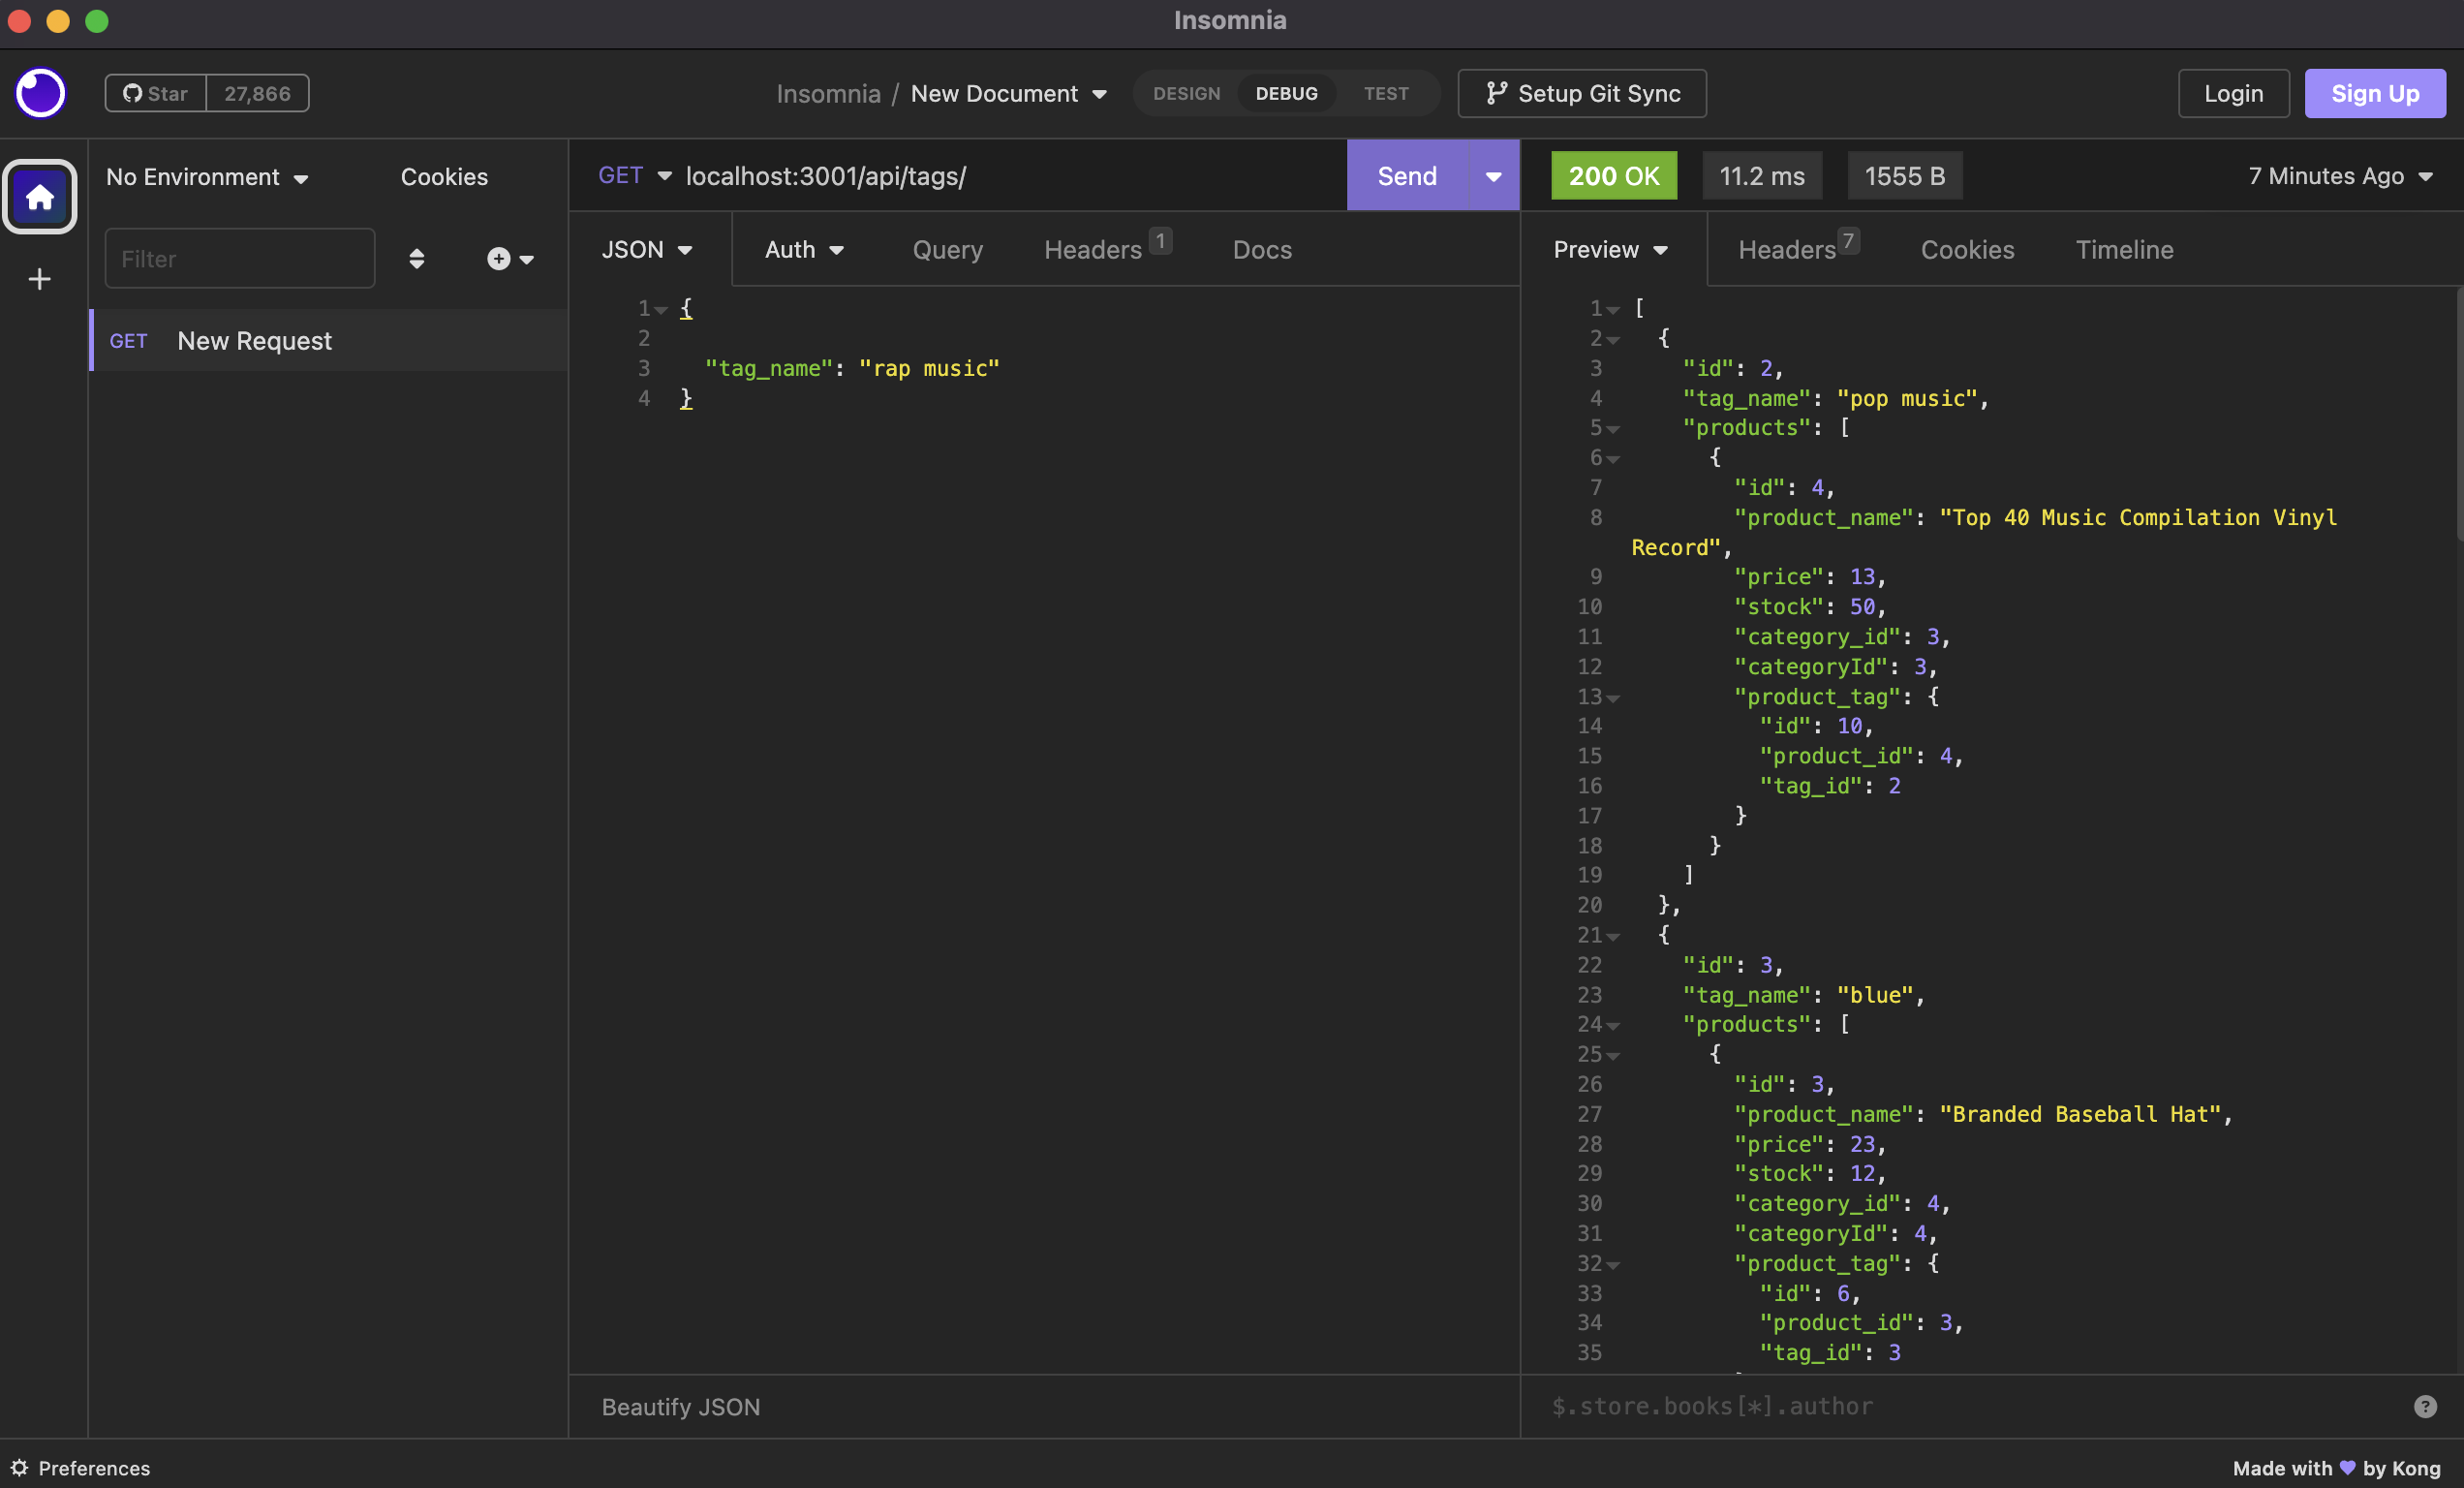 Insomnia
Star 27,866
Insomnia / New Document
DESIGN DEBUG TEST
Setup Git Sync
Login
Sign Up
No Environment
Cookies
Filter
GET New Request
GET localhost:3001/api/tags/
Send
JSON Auth Query Headers 1 Docs
1 {
2
3 "tag_name": "rap music"
4 }
Beautify JSON
200 OK 11.2 ms 1555 B 7 Minutes Ago
Preview Headers 7 Cookies Timeline
1 [
2 {
3 "id": 2,
4 "tag_name": "pop music",
5 "products": [
6 {
7 "id": 4,
8 "product_name": "Top 40 Music Compilation Vinyl
Record",
9 "price": 13,
10 "stock": 50,
11 "category_id": 3,
12 "categoryId": 3,
13 "product_tag": {
14 "id": 10,
15 "product_id": 4,
16 "tag_id": 2
17 }
18 }
19 ]
20 },
21 {
22 "id": 3,
23 "tag_name": "blue",
24 "products": [
25 {
26 "id": 3,
27 "product_name": "Branded Baseball Hat",
28 "price": 23,
29 "stock": 12,
30 "category_id": 4,
31 "categoryId": 4,
32 "product_tag": {
33 "id": 6,
34 "product_id": 3,
35 "tag_id": 3
$.store.books[*].author
Preferences
Made with 💜 by Kong